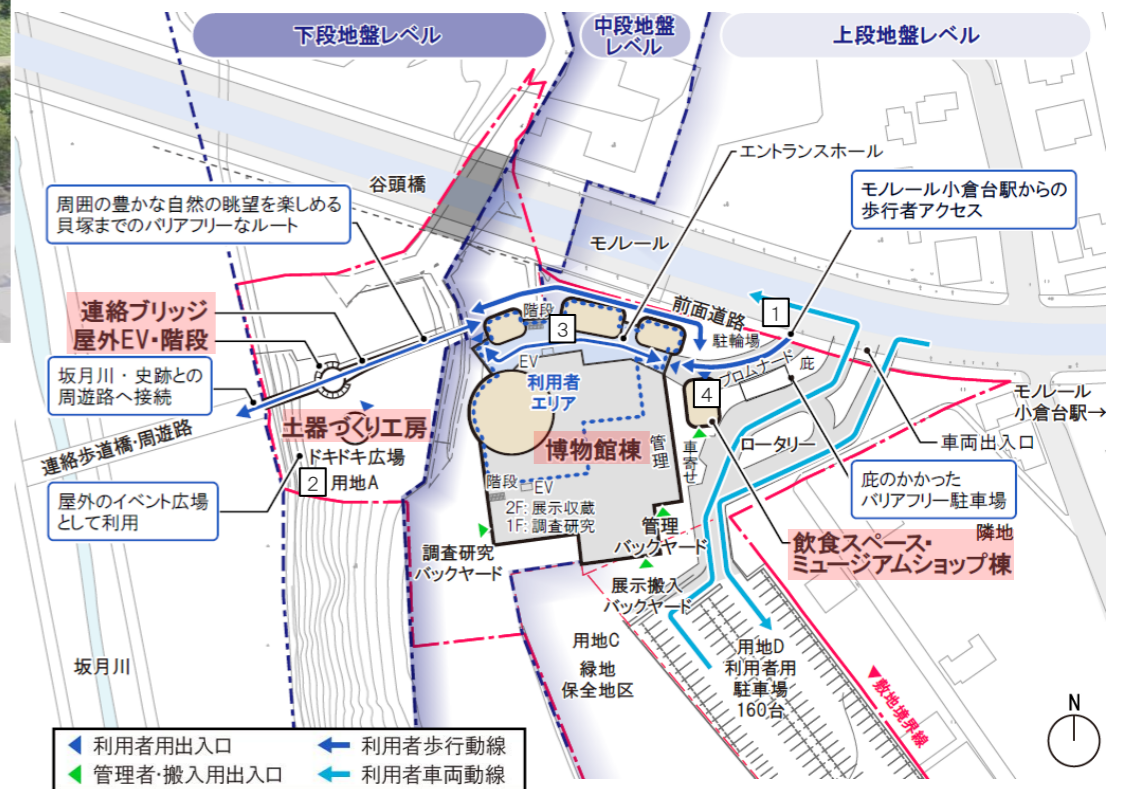 下段地盤レベル
中段地盤
レベル
上段地盤レベル
谷頭橋
エントランスホール
周囲の豊かな自然の眺望を楽しめる
貝塚までのバリアフリーなルート
モノレール小倉台駅からの
歩行者アクセス
モノレール
連絡ブリッジ
屋外EV・階段
階段
3
前面道路
1
駐輪場
坂月川・史跡との
周遊路へ接続
EV
利用者
エリア
プロムナード
庇
4
モノレール
小倉台駅→
土器づくり工房
連絡歩道橋・周遊路
ドキドキ広場
2
用地A
博物館棟
管理
車寄せ
ロータリー
車両出入口
屋外のイベント広場
として利用
階段
EV
2F: 展示収蔵
1F: 調査研究
庇のかかった
バリアフリー駐車場
調査研究
バックヤード
管理
バックヤード
隣地
飲食スペース・
ミュージアムショップ棟
展示搬入
バックヤード
用地C
緑地
保全地区
用地D
利用者用
駐車場
160台
坂月川
▼敷地境界線
N
利用者用出入口
利用者歩行動線
管理者・搬入用出入口
利用者車両動線